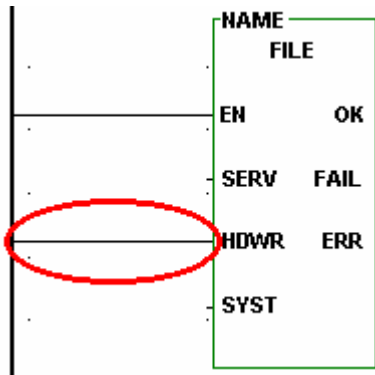 NAME
FILE
EN OK
SERV FAIL
HDWR ERR
SYST